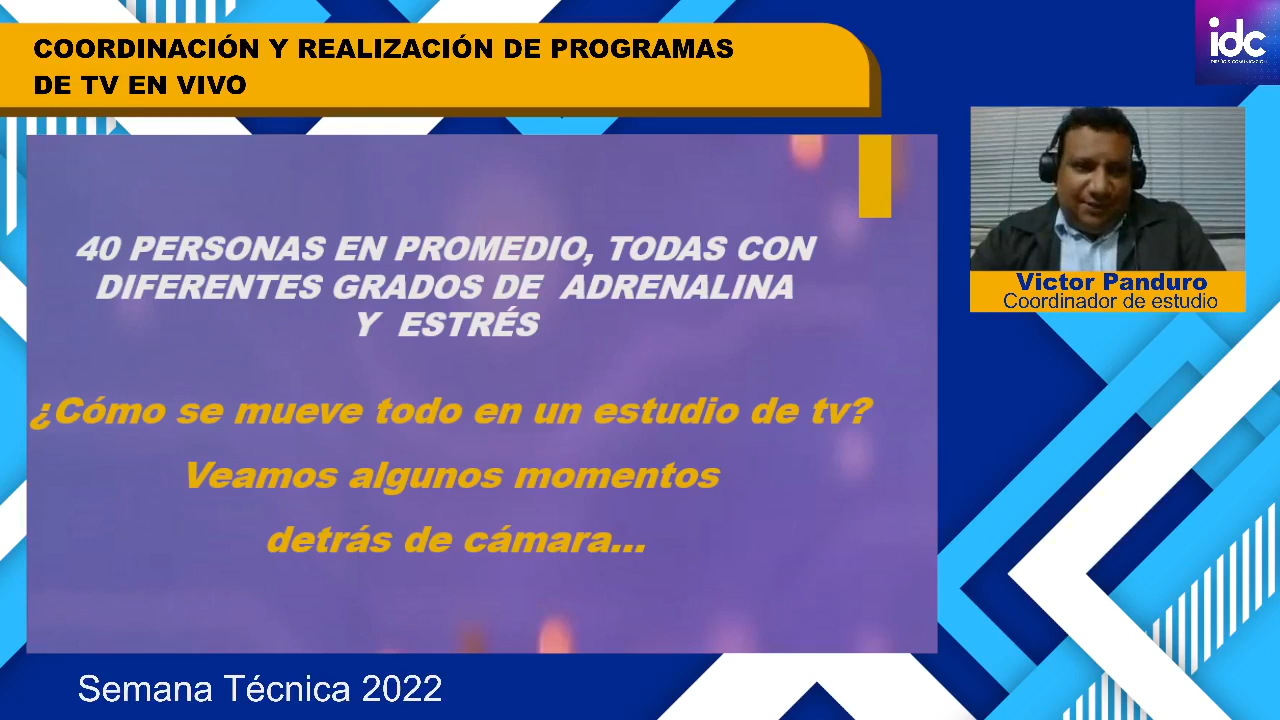 COORDINACIÓN Y REALIZACIÓN DE PROGRAMAS
DE TV EN VIVO
idc
40 PERSONAS EN PROMEDIO, TODAS CON
DIFERENTES GRADOS DE ADRENALINA
Y ESTRÉS
¿Cómo se mueve todo en un estudio de tv?
Veamos algunos momentos
detrás de cámara...
Victor Panduro
Coordinador de estudio
Semana Técnica 2022